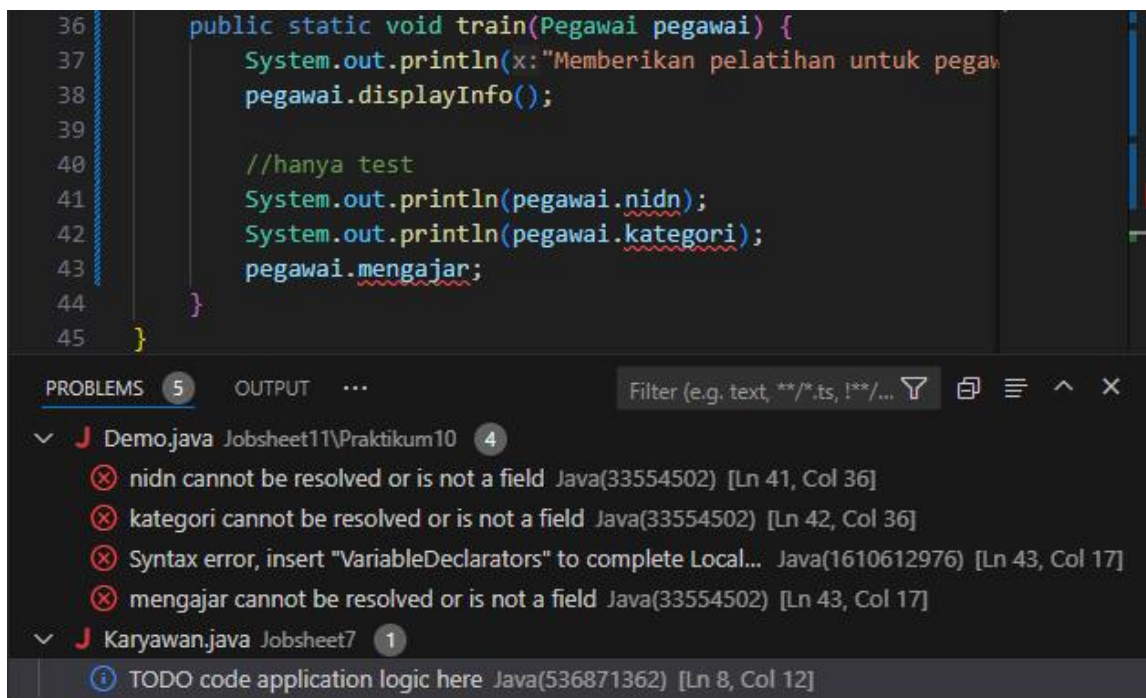 36 public static void train(Pegawai pegawai) {
37 System.out.println(x:"Memberikan pelatihan untuk pegaw
38 pegawai.displayInfo();
39
40 //hanya test
41 System.out.println(pegawai.nidn);
42 System.out.println(pegawai.kategori);
43 pegawai.mengajar;
44 }
45 }
PROBLEMS 5 OUTPUT ··· Filter (e.g. text, **/*.ts, !**/...
J Demo.java Jobsheet11\Praktikum10 4
nidn cannot be resolved or is not a field Java(33554502) [Ln 41, Col 36]
kategori cannot be resolved or is not a field Java(33554502) [Ln 42, Col 36]
Syntax error, insert "VariableDeclarators" to complete Local... Java(1610612976) [Ln 43, Col 17]
mengajar cannot be resolved or is not a field Java(33554502) [Ln 43, Col 17]
J Karyawan.java Jobsheet7 1
TODO code application logic here Java(536871362) [Ln 8, Col 12]